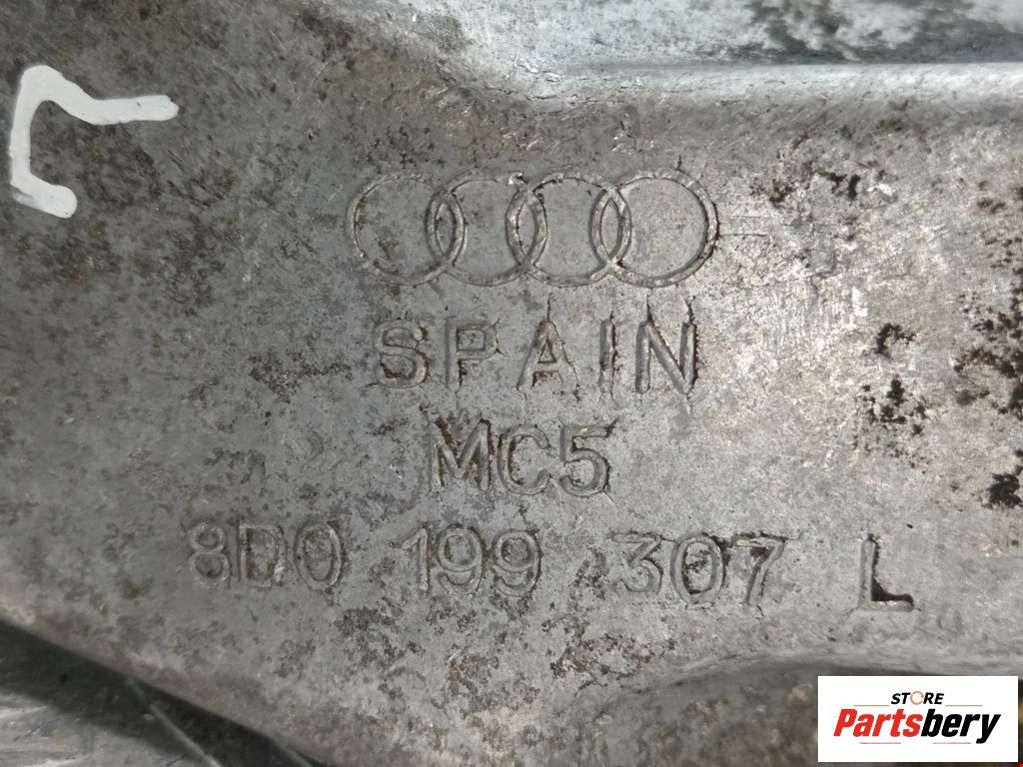 SPAIN
MC5
8D0 199 307 L
STORE
Partsbery